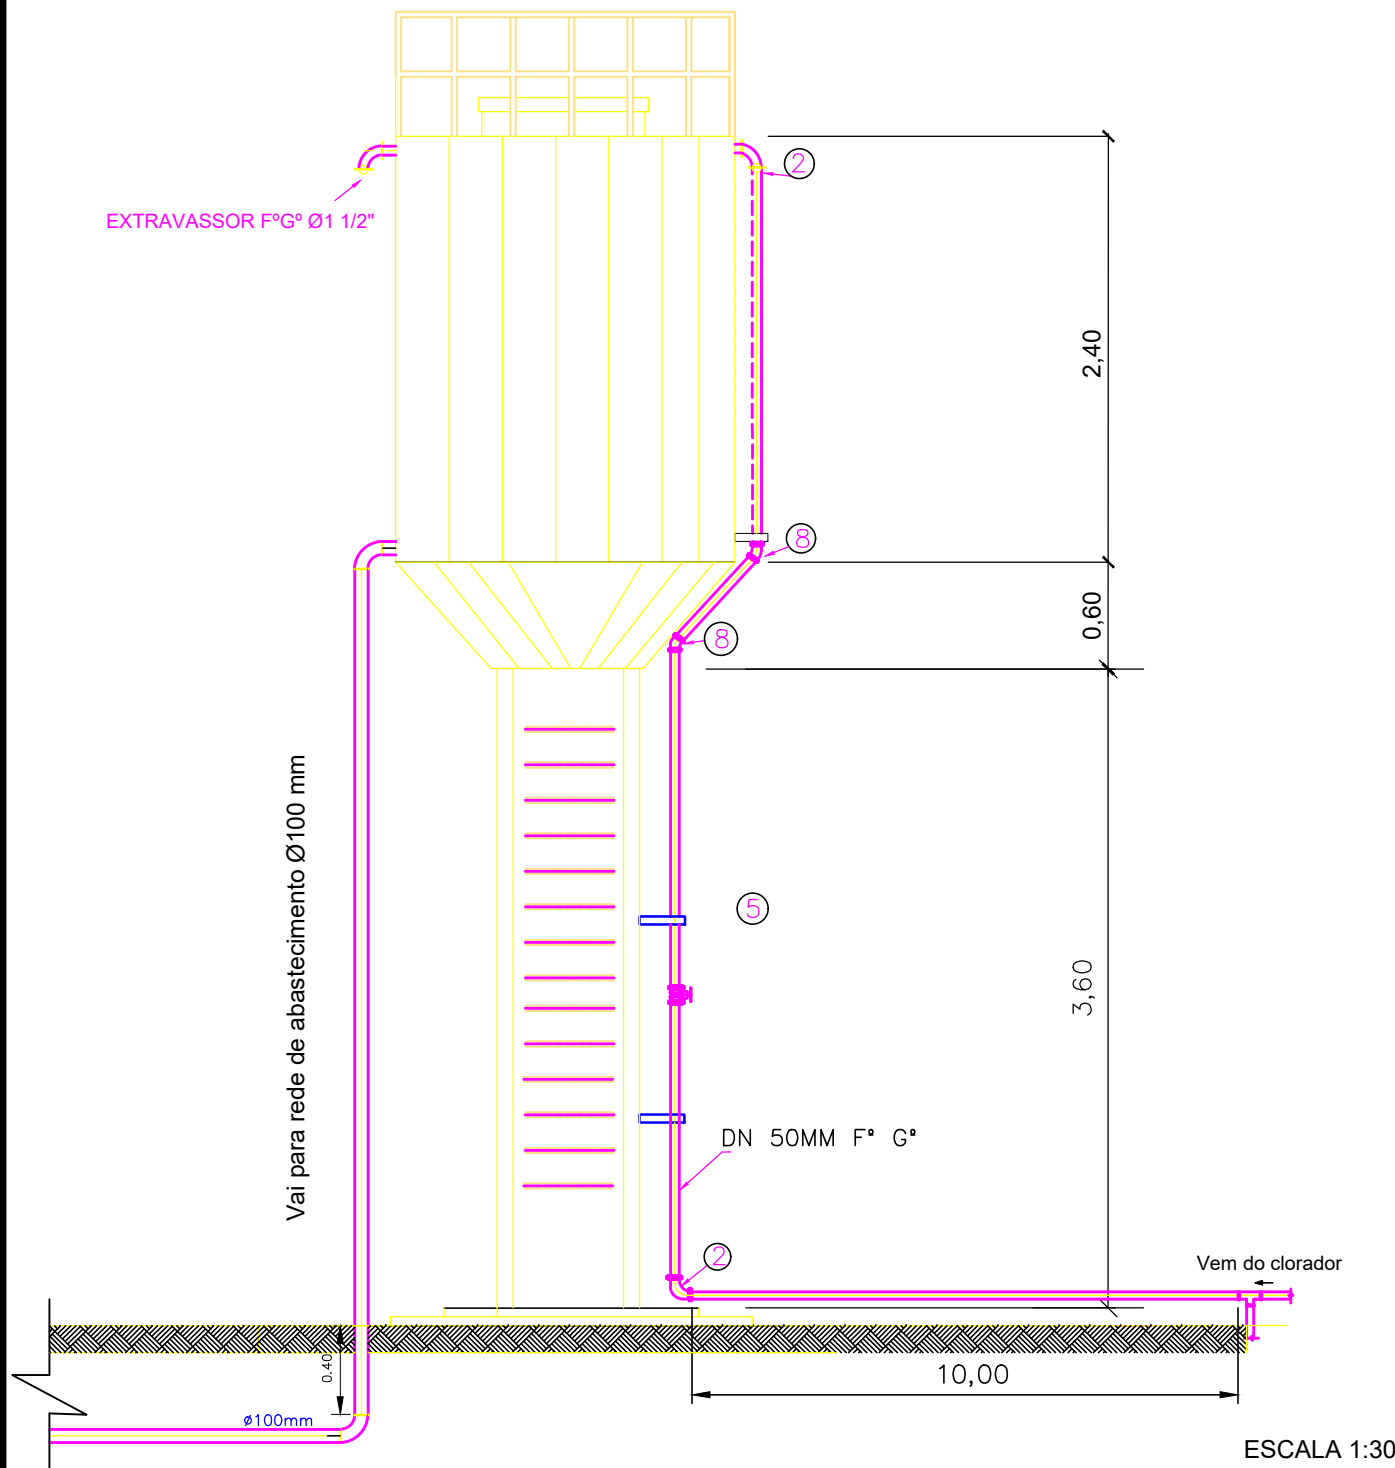 2
EXTRAVASSOR FºGº Ø1 1/2"
2,40
8
0,60
8
Vai para rede de abastecimento Ø100 mm
5
3,60
DN 50MM Fº Gº
2
Vem do clorador
0.40
10,00
ø100mm
ESCALA 1:30